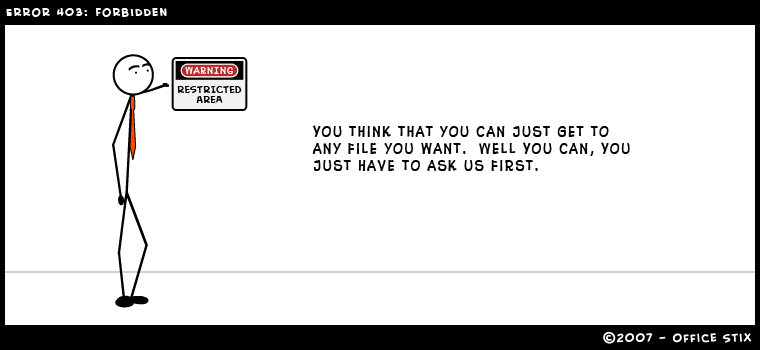 ERROR 403: FORBIDDEN
WARNING
RESTRICTED
AREA
YOU THINK THAT YOU CAN JUST GET TO
ANY FILE YOU WANT.  WELL YOU CAN, YOU
JUST HAVE TO ASK US FIRST.
©2007 - OFFICE STIX